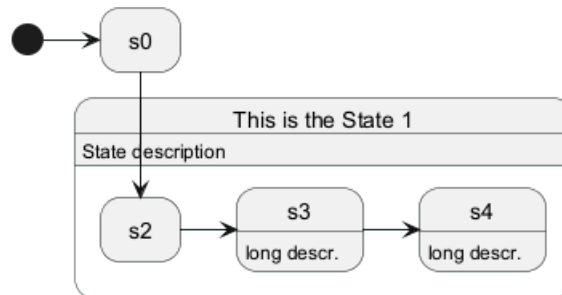 s0
This is the State 1
State description
s2
s3
long descr.
s4
long descr.